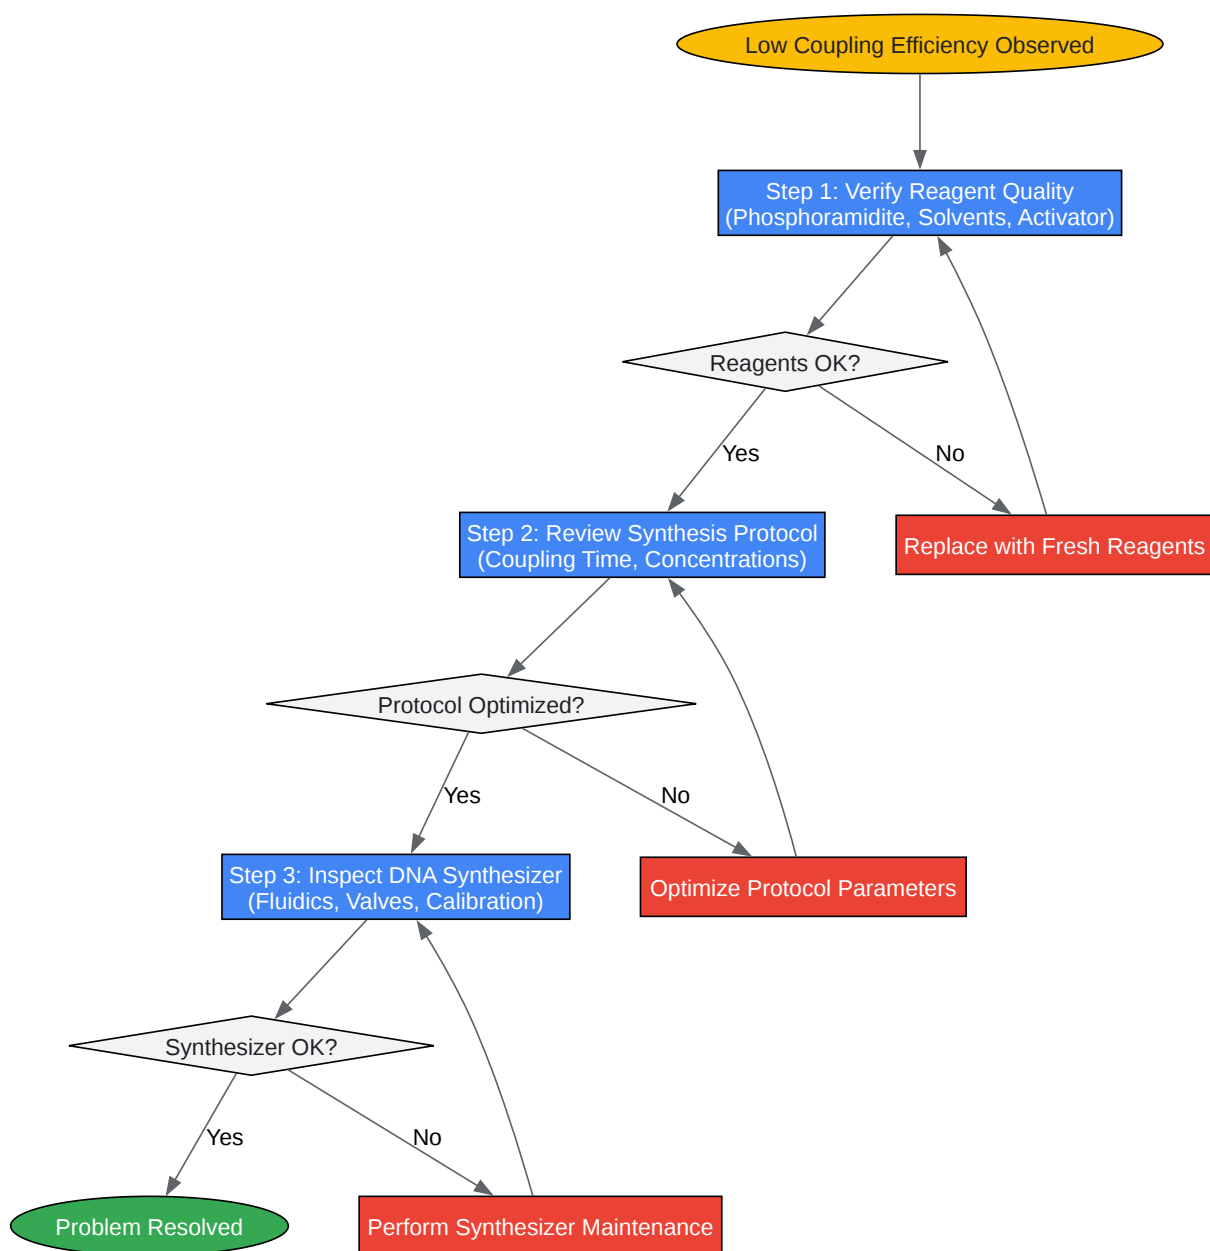 Low Coupling Efficiency Observed
Step 1: Verify Reagent Quality
(Phosphoramidite, Solvents, Activator)
Reagents OK?
Yes
No
Step 2: Review Synthesis Protocol
(Coupling Time, Concentrations)
Replace with Fresh Reagents
Protocol Optimized?
Yes
No
Step 3: Inspect DNA Synthesizer
(Fluidics, Valves, Calibration)
Optimize Protocol Parameters
Synthesizer OK?
Yes
No
Problem Resolved
Perform Synthesizer Maintenance